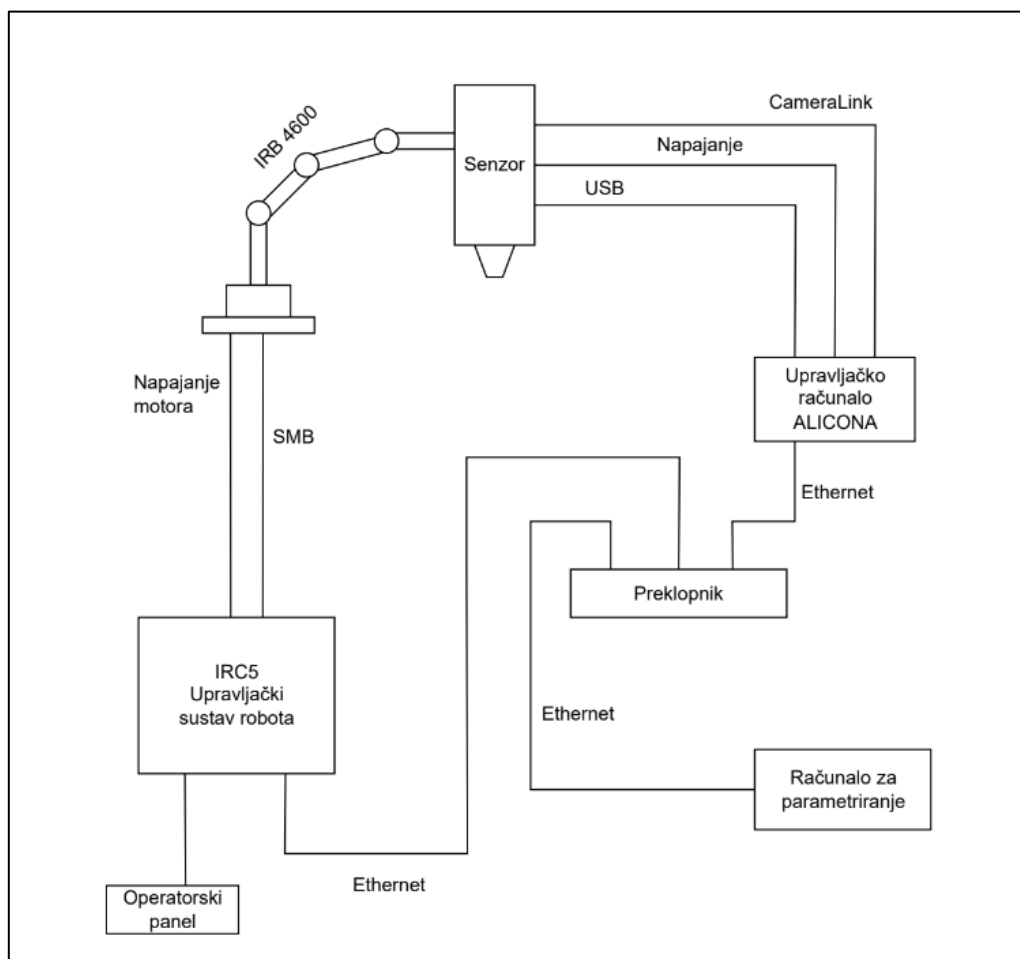 CameraLink
IRB 4600
Napajanje
Senzor
USB
Upravljačko
računalo
ALICONA
Napajanje
motora
SMB
Ethernet
Preklopnik
IRC5
Upravljački
sustav robota
Ethernet
Računalo za
parametriranje
Ethernet
Operatorski
panel